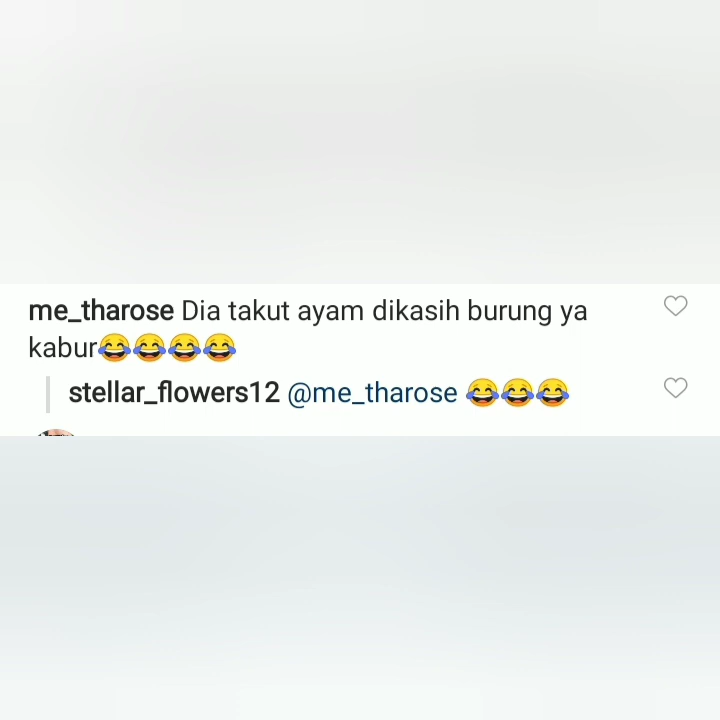 me_tharose Dia takut ayam dikasih burung ya
kabur😂😂😂😂
stellar_flowers12 @me_tharose 😂😂😂